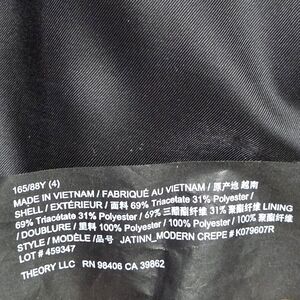 165/88Y (4)
MADE IN VIETNAM / FABRIQUÉ AU VIETNAM / 原产地 越南
SHELL / EXTÉRIEUR / 面料 69% Triacetate 31% Polyester /
69% Triacétate 31% Polyester / 69% 三醋酯纤维 31% 聚酯纤维 LINING
/ DOUBLURE / 里料 100% Polyester / 100% Polyester / 100% 聚酯纤维
STYLE / MODÈLE /品号 JATINN_MODERN CREPE # K079607R
LOT # 459347
THEORY LLC RN 98406 CA 39862